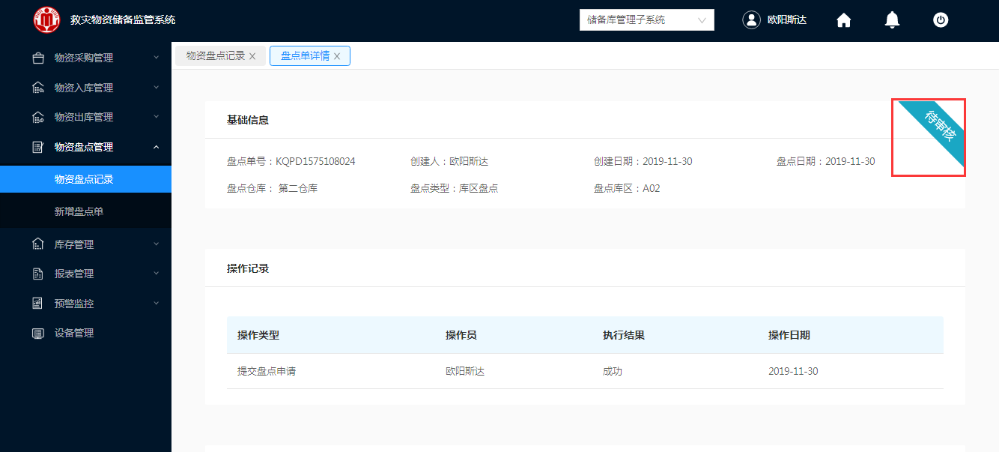 救灾物资储备监管系统
储备库管理子系统
欧阳斯达
物资采购管理
物资入库管理
物资出库管理
物资盘点管理
物资盘点记录
新增盘点单
库存管理
报表管理
预警监控
设备管理
物资盘点记录 X
盘点单详情 X
基础信息
待审核
盘点单号：KQPD1575108024 创建人：欧阳斯达 创建日期：2019-11-30 盘点日期：2019-11-30
盘点仓库： 第二仓库 盘点类型：库区盘点 盘点库区：A02
操作记录
操作类型 操作员 执行结果 操作日期
提交盘点申请 欧阳斯达 成功 2019-11-30